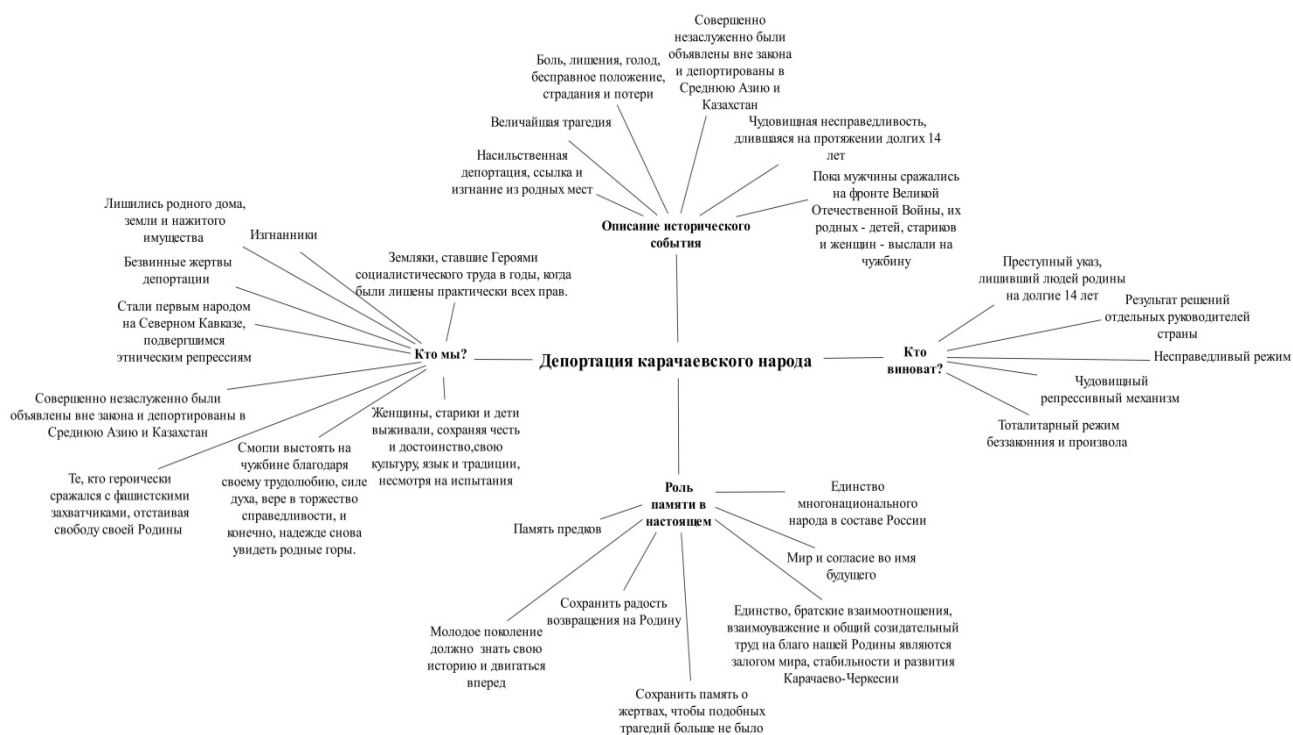 Совершенно
незаслуженно были
объявлены вне закона
и депортированы в
Среднюю Азию и
Казахстан
Боль, лишения, голод,
бесправное положение,
страдания и потери
Величайшая трагедия
Чудовищная несправедливость,
длившаяся на протяжении долгих 14
лет
Насильственная
депортация, ссылка и
изгнание из родных мест
Пока мужчины сражались
на фронте Великой
Отечественной Войны, их
родных - детей, стариков
и женщин - выслали на
чужбину
Описание исторического
события
Лишились родного дома,
земли и нажитого
имущества
Изгнанники
Безвинные жертвы
депортации
Земляки, ставшие Героями
социалистического труда в годы, когда
были лишены практически всех прав.
Стали первым народом
на Северном Кавказе,
подвергшимся
этническим репрессиям
Кто мы?
Совершенно незаслуженно были
объявлены вне закона и депортированы в
Среднюю Азию и Казахстан
Те, кто героически
сражался с фашистскими
захватчиками, отстаивая
свободу своей Родины
Смогли выстоять на
чужбине благодаря
своему трудолюбию, силе
духа, вере в торжество
справедливости, и
конечно, надежде снова
увидеть родные горы.
Женщины, старики и дети
выживали, сохраняя честь
и достоинство,свою
культуру, язык и традиции,
несмотря на испытания
Депортация карачаевского народа
Кто
виноват?
Преступный указ,
лишивший людей родины
на долгие 14 лет
Результат решений
отдельных руководителей
страны
Несправедливый режим
Чудовищный
репрессивный механизм
Тоталитарный режим
беззаконния и произвола
Роль
памяти в
настоящем
Память предков
Единство
многонационального
народа в составе России
Мир и согласие во имя
будущего
Сохранить радость
возвращения на Родину
Молодое поколение
должно знать свою
историю и двигаться
вперед
Единство, братские взаимоотношения,
взаимоуважение и общий созидательный
труд на благо нашей Родины являются
залогом мира, стабильности и развития
Карачаево-Черкесии
Сохранить память о
жертвах, чтобы подобных
трагедий больше не было